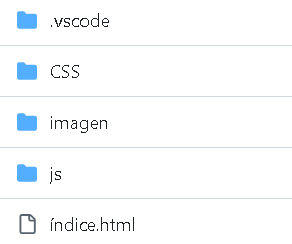 .vscode
CSS
imagen
js
índice.html